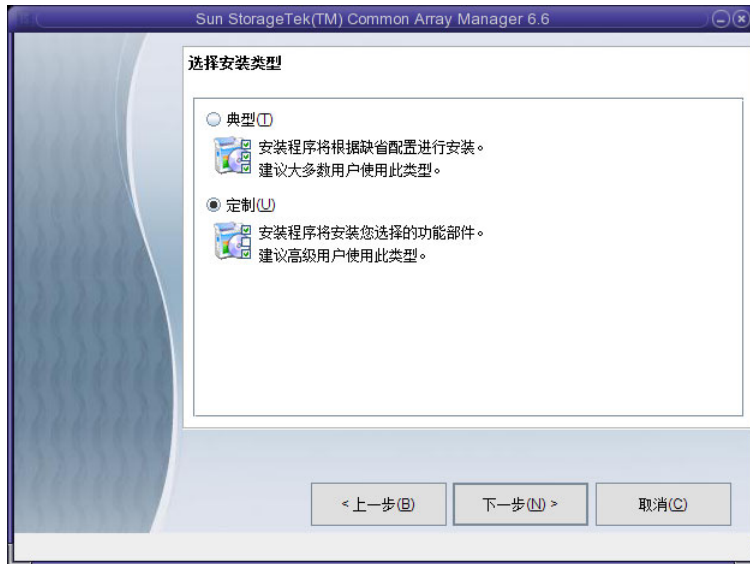 Sun StorageTek(TM) Common Array Manager 6.6
选择安装类型
典型(T)
安装程序将根据缺省配置进行安装。
建议大多数用户使用此类型。
定制(U)
安装程序将安装您选择的功能部件。
建议高级用户使用此类型。
<上一步(B) 下一步(N) > 取消(C)